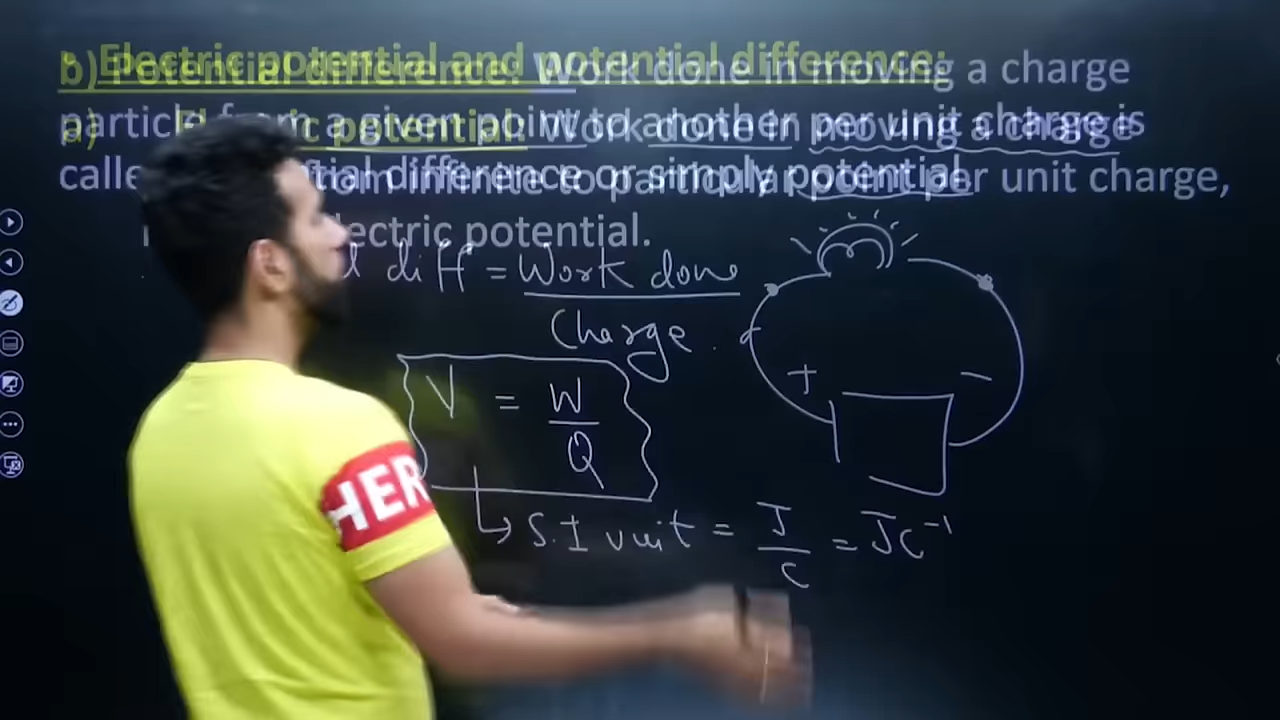 • Electric potential and potential difference:
b) Potential difference: Work done in moving a charge
particle from a given point to another per unit charge is
a) Electric potential: Work done in moving a charge
from infinite to particular point per unit charge,
potential difference or simply potential
electric potential.
diff = Work done
Charge
V = W
Q
S.I unit = J = JC⁻¹
C
+ −
HER